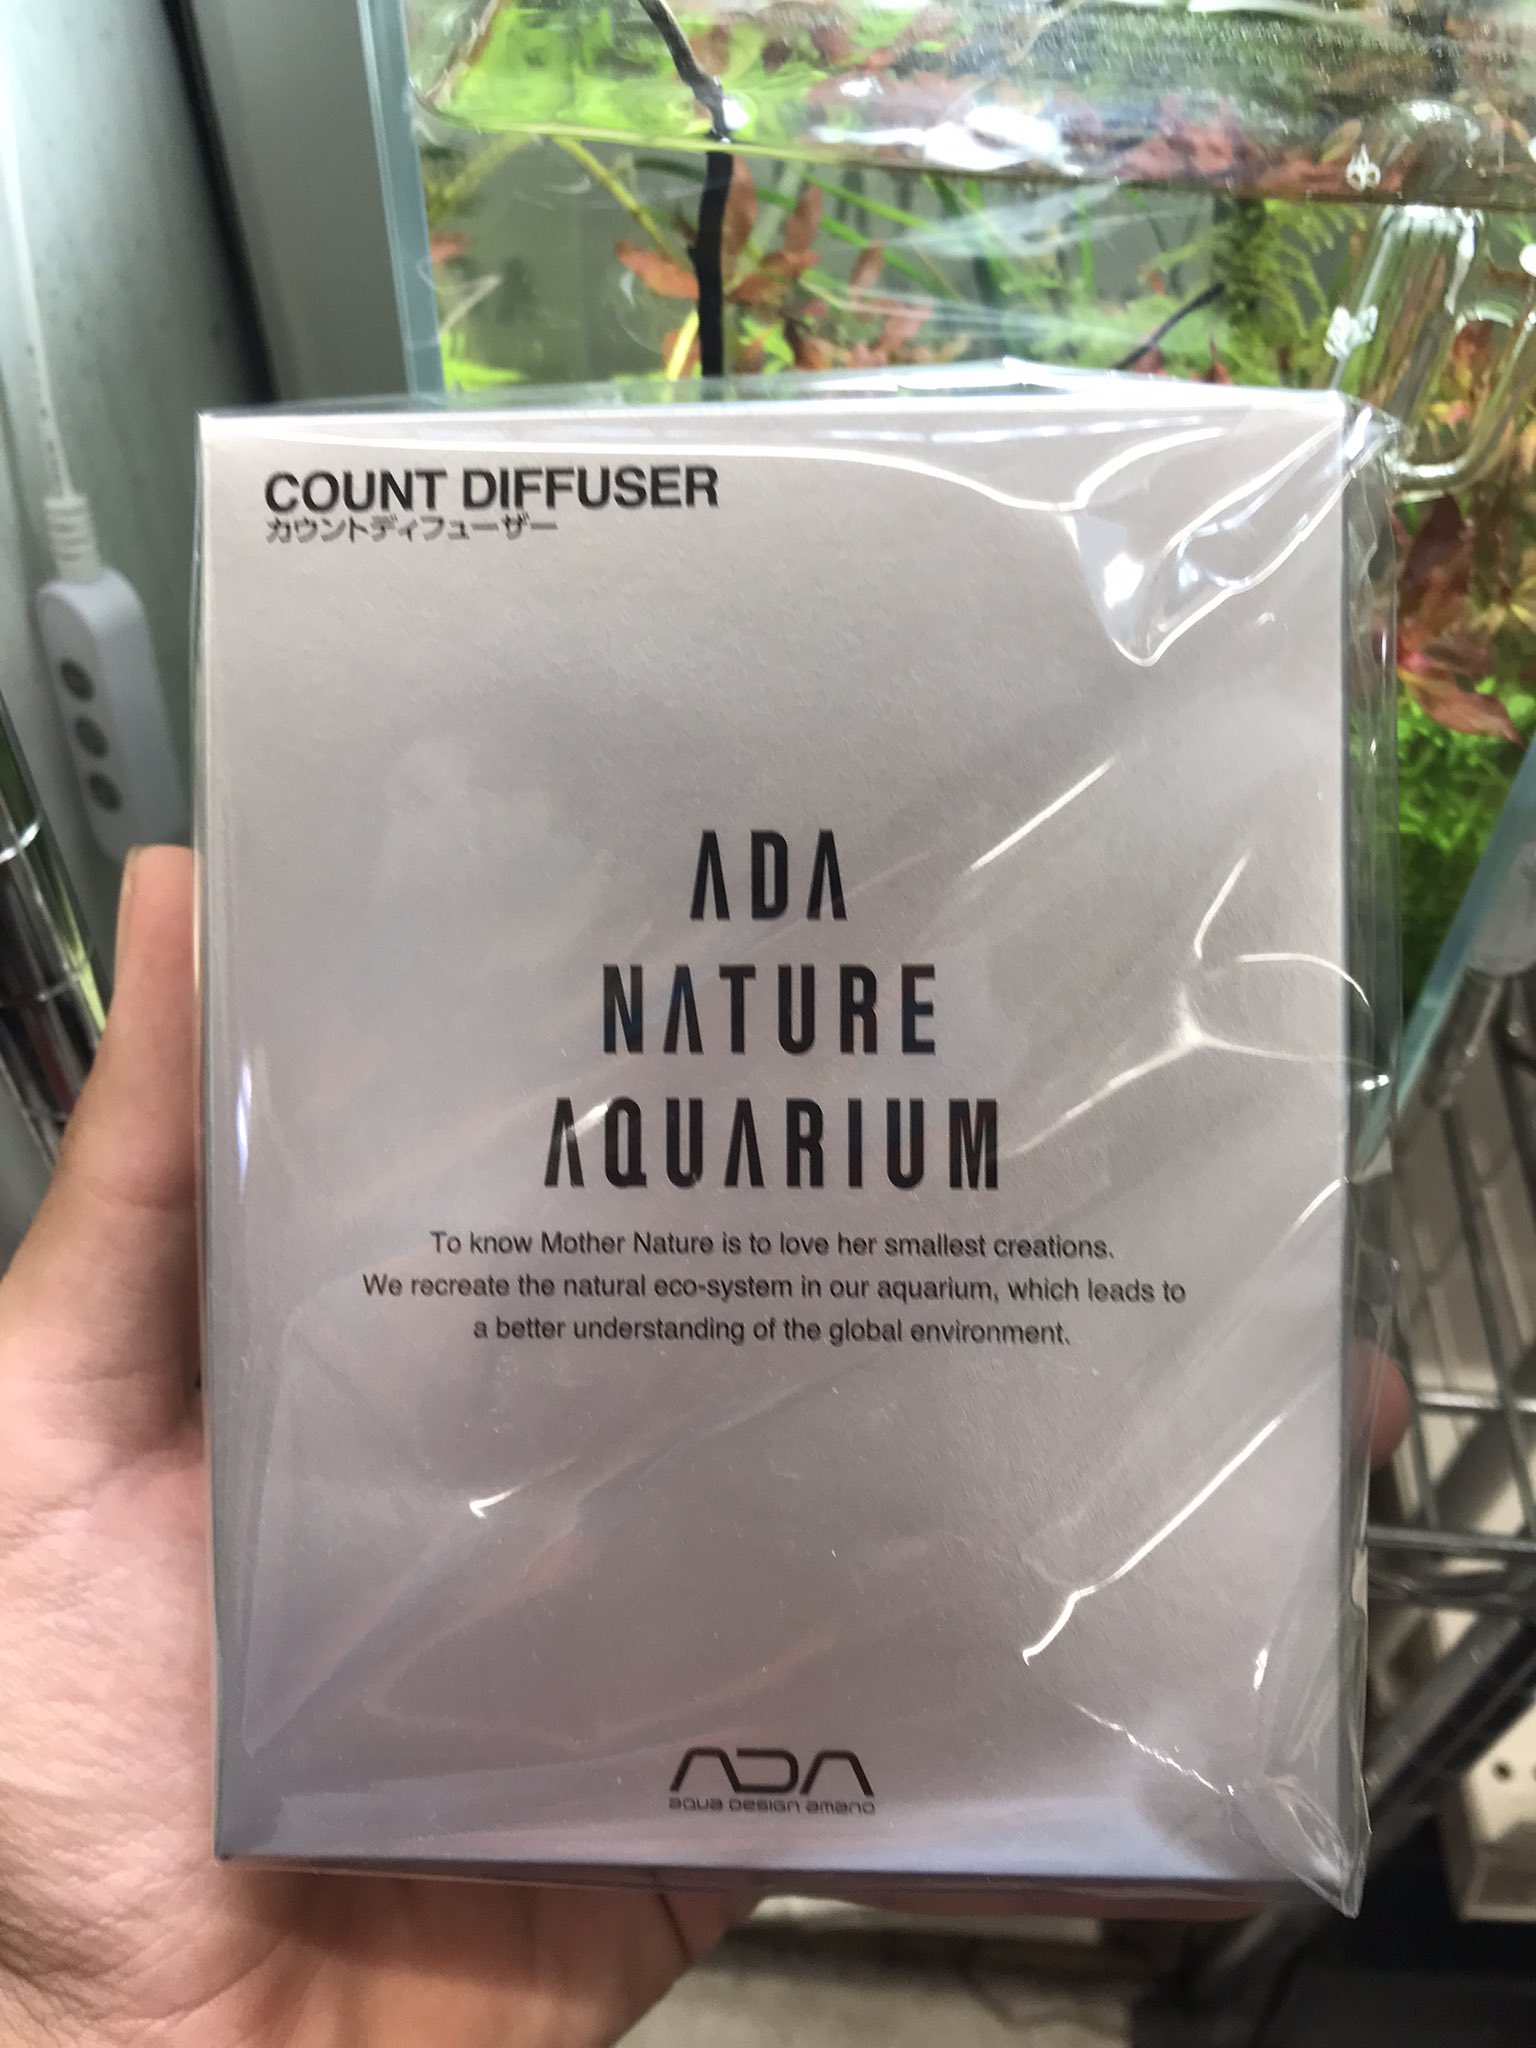 COUNT DIFFUSER
カウントディフューザー
ADA
NATURE
AQUARIUM
To know Mother Nature is to love her smallest creations.
We recreate the natural eco-system in our aquarium, which leads to
a better understanding of the global environment.
ADA
aqua design amano